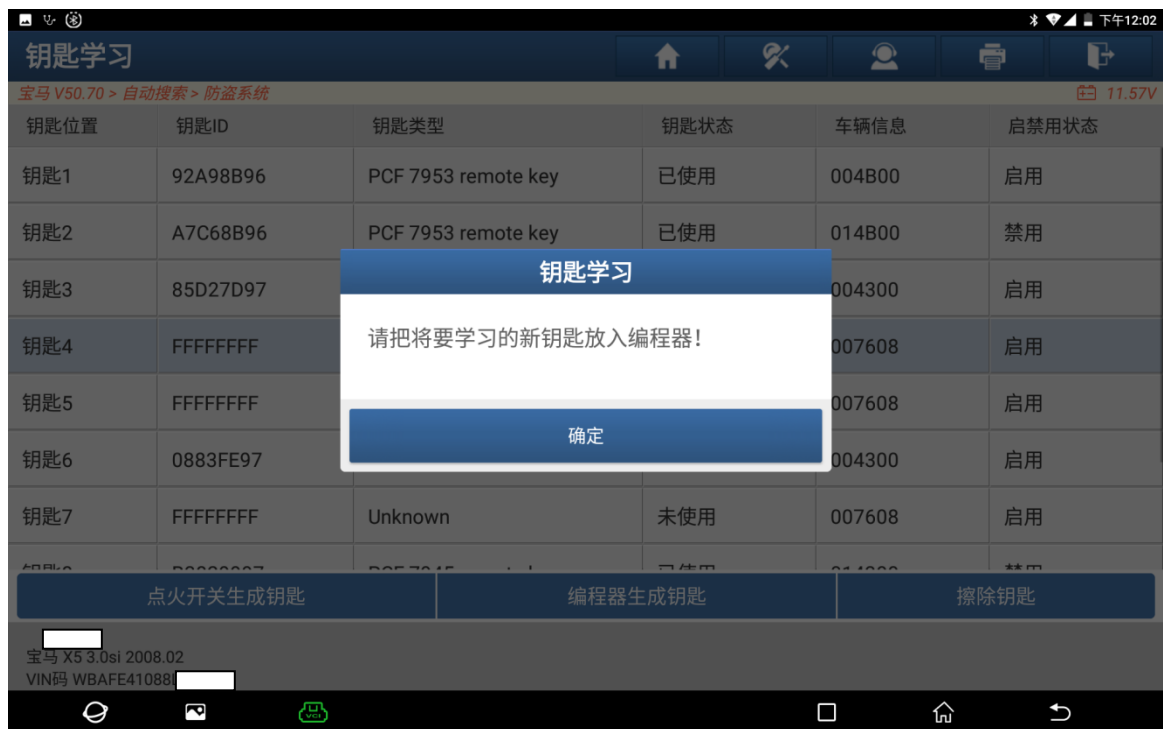 下午12:02
钥匙学习
宝马 V50.70 > 自动搜索 > 防盗系统 11.57V
钥匙位置 钥匙ID 钥匙类型 钥匙状态 车辆信息 启禁用状态
钥匙1 92A98B96 PCF 7953 remote key 已使用 004B00 启用
钥匙2 A7C68B96 PCF 7953 remote key 已使用 014B00 禁用
钥匙学习
钥匙3 85D27D97 004300 启用
请把将要学习的新钥匙放入编程器!
钥匙4 FFFFFFFF 007608 启用
钥匙5 FFFFFFFF 007608 启用
确定
钥匙6 0883FE97 004300 启用
钥匙7 FFFFFFFF Unknown 未使用 007608 启用
点火开关生成钥匙 编程器生成钥匙 擦除钥匙
宝马 X5 3.0si 2008.02
VIN码 WBAFE41088
VCI